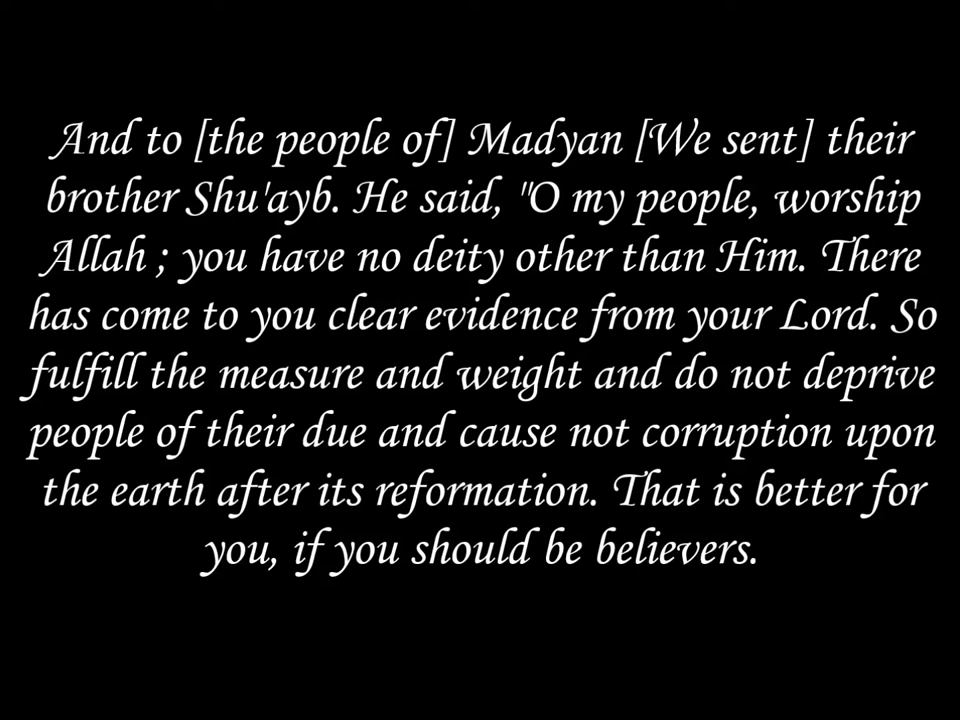 And to [the people of] Madyan [We sent] their
brother Shu'ayb. He said, "O my people, worship
Allah ; you have no deity other than Him. There
has come to you clear evidence from your Lord. So
fulfill the measure and weight and do not deprive
people of their due and cause not corruption upon
the earth after its reformation. That is better for
you, if you should be believers.